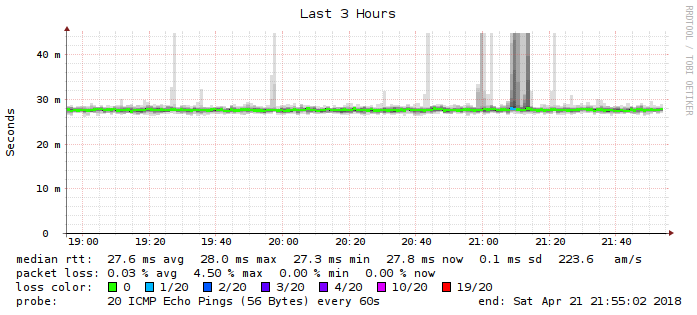 Last 3 Hours
RRDTOOL / TOBI OETIKER
Seconds
40 m
30 m
20 m
10 m
0
19:00 19:20 19:40 20:00 20:20 20:40 21:00 21:20 21:40
median rtt: 27.6 ms avg 28.0 ms max 27.3 ms min 27.8 ms now 0.1 ms sd 223.6 am/s
packet loss: 0.03 % avg 4.50 % max 0.00 % min 0.00 % now
loss color: 0 1/20 2/20 3/20 4/20 10/20 19/20
probe: 20 ICMP Echo Pings (56 Bytes) every 60s end: Sat Apr 21 21:55:02 2018